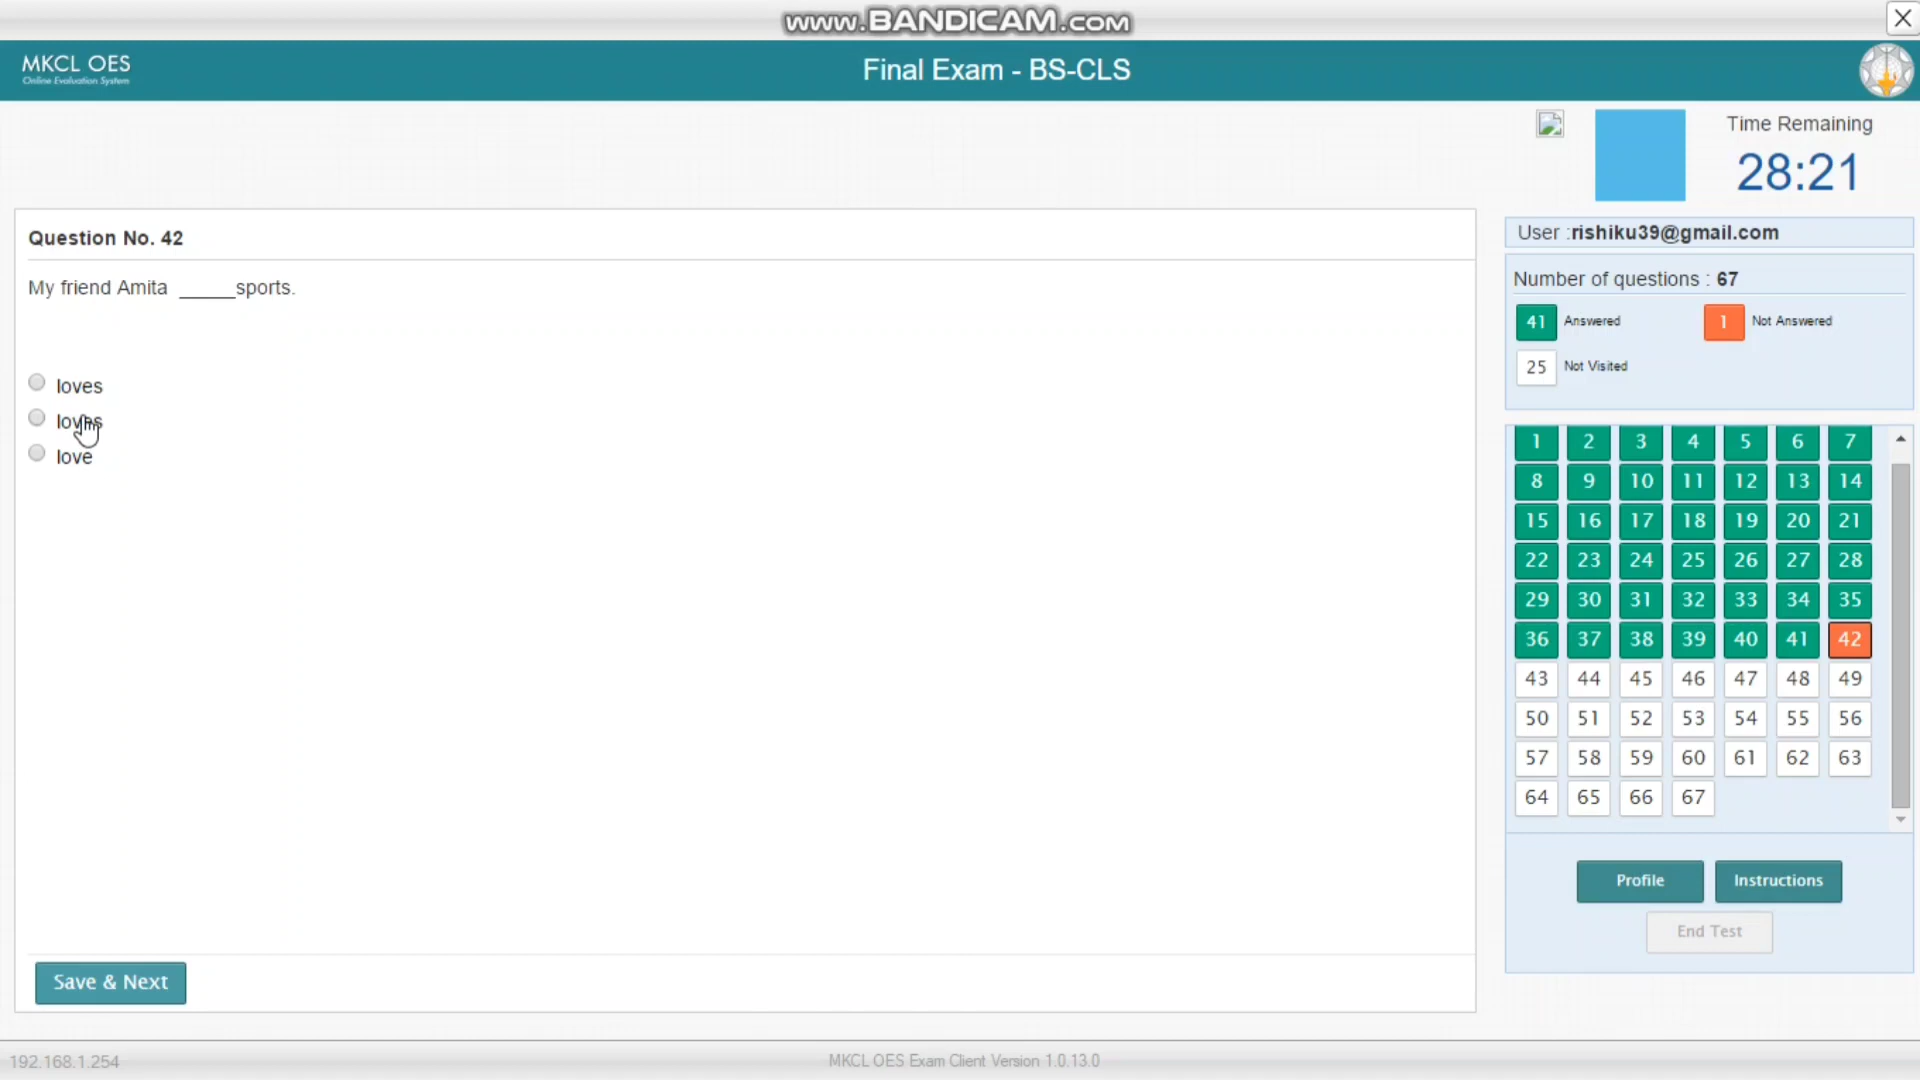 www.BANDICAM.com
MKCL OES
Online Evaluation System
Final Exam - BS-CLS
Time Remaining
28:21
Question No. 42
My friend Amita ______sports.
loves
loves
love
Save & Next
User :rishiku39@gmail.com
Number of questions : 67
41 Answered 1 Not Answered
25 Not Visited
1 2 3 4 5 6 7
8 9 10 11 12 13 14
15 16 17 18 19 20 21
22 23 24 25 26 27 28
29 30 31 32 33 34 35
36 37 38 39 40 41 42
43 44 45 46 47 48 49
50 51 52 53 54 55 56
57 58 59 60 61 62 63
64 65 66 67
Profile Instructions
End Test
192.168.1.254
MKCL OES Exam Client Version 1.0.13.0